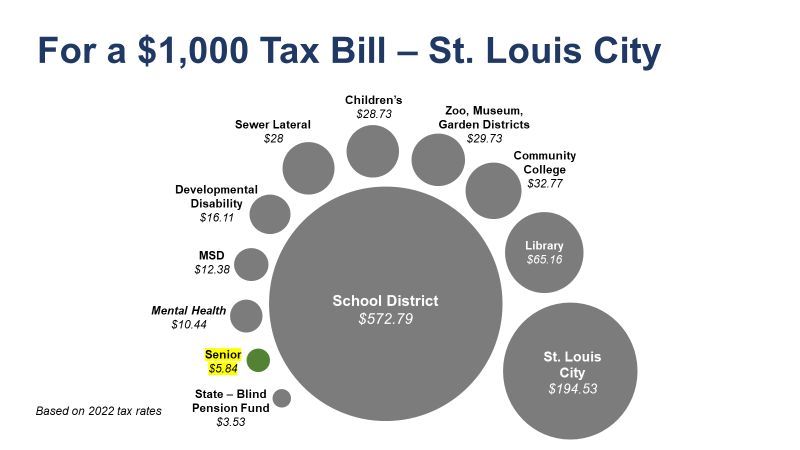 For a $1,000 Tax Bill – St. Louis City
Children's
$28.73
Zoo, Museum,
Garden Districts
$29.73
Sewer Lateral
$28
Community
College
$32.77
Developmental
Disability
$16.11
MSD
$12.38
Library
$65.16
Mental Health
$10.44
School District
$572.79
Senior
$5.84
St. Louis
City
$194.53
State – Blind
Pension Fund
$3.53
Based on 2022 tax rates